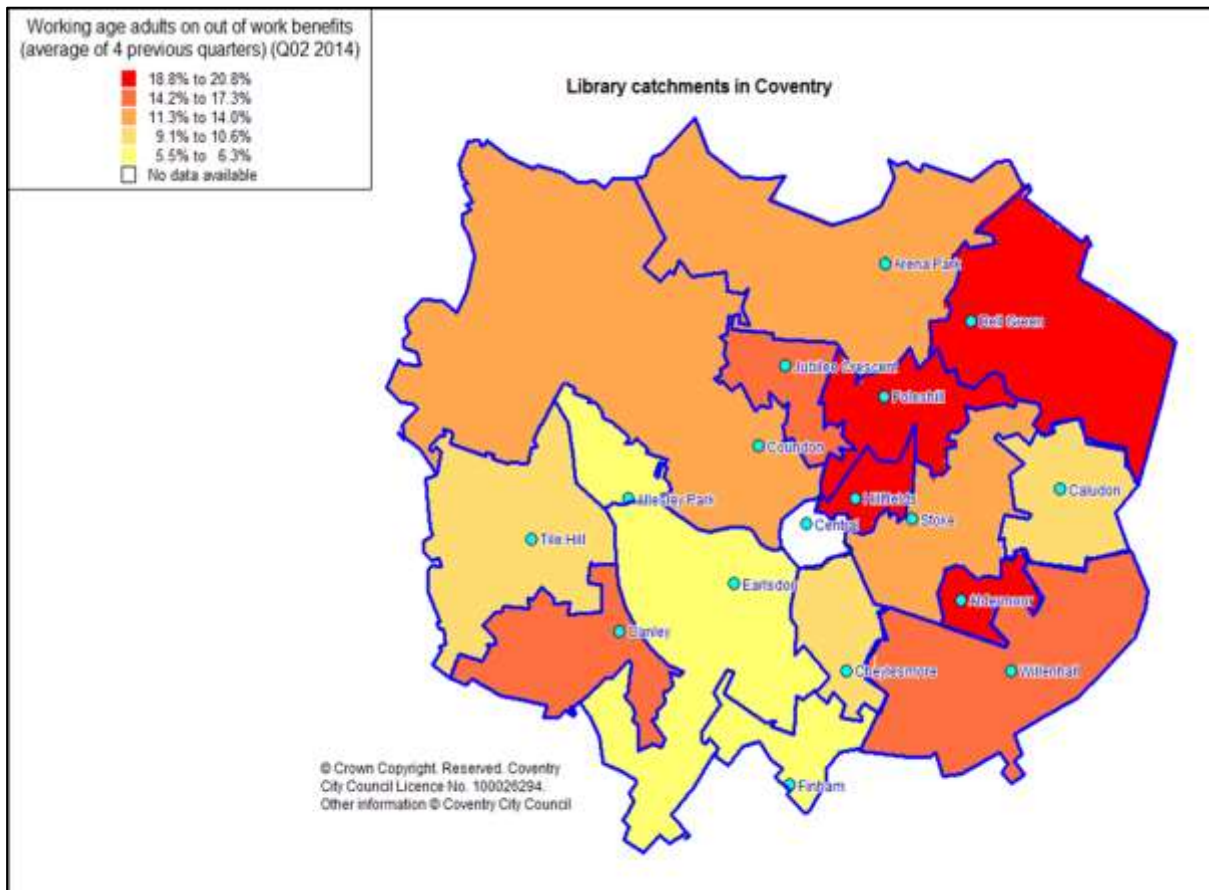 Working age adults on out of work benefits
(average of 4 previous quarters) (Q02 2014)
18.8% to 20.8%
14.2% to 17.3%
11.3% to 14.0%
9.1% to 10.6%
5.5% to 6.3%
No data available
Library catchments in Coventry
Arena Park
Bell Green
Jubilee Crescent
Foleshill
Coundon
Allesley Park
Hillfields
Caludon
Central
Stoke
Tile Hill
Earlsdon
Aldermoor
Canley
Cheylesmore
Willenhall
Finham
© Crown Copyright. Reserved. Coventry
City Council Licence No. 100026294.
Other information © Coventry City Council